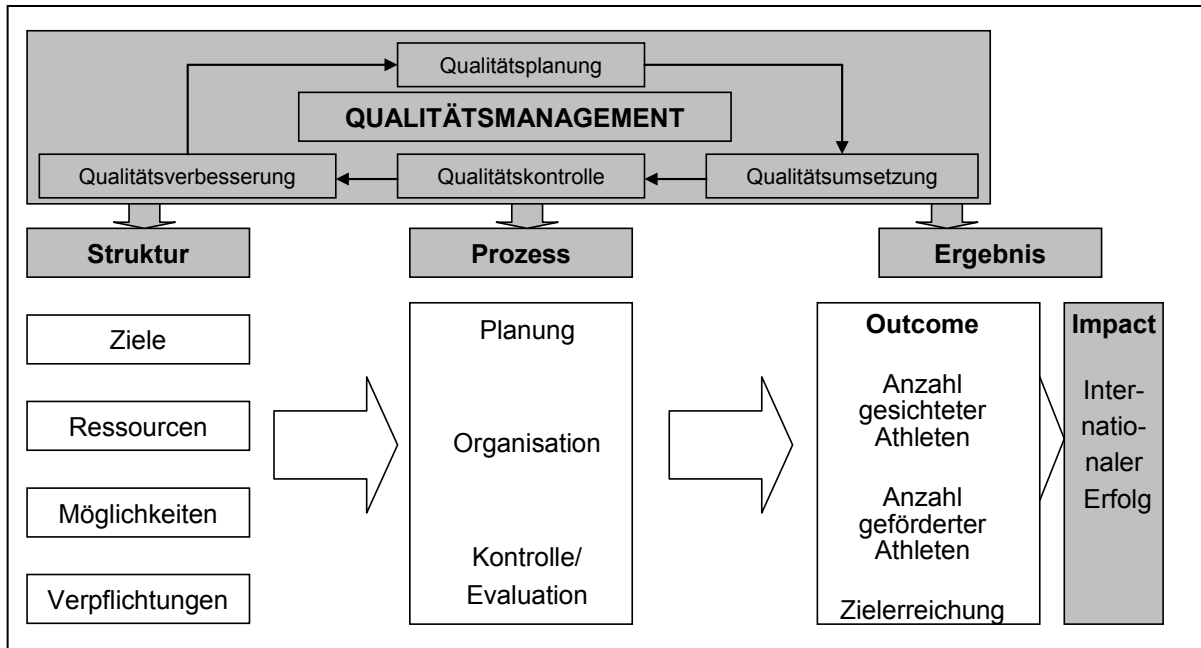 Qualitätsplanung
QUALITÄTSMANAGEMENT
Qualitätsverbesserung
Qualitätskontrolle
Qualitätsumsetzung
Struktur
Prozess
Ergebnis
Ziele
Ressourcen
Möglichkeiten
Verpflichtungen
Planung
Organisation
Kontrolle/
Evaluation
Outcome
Anzahl
gesichteter
Athleten
Anzahl
geförderter
Athleten
Zielerreichung
Impact
Inter-
natio-
naler
Erfolg